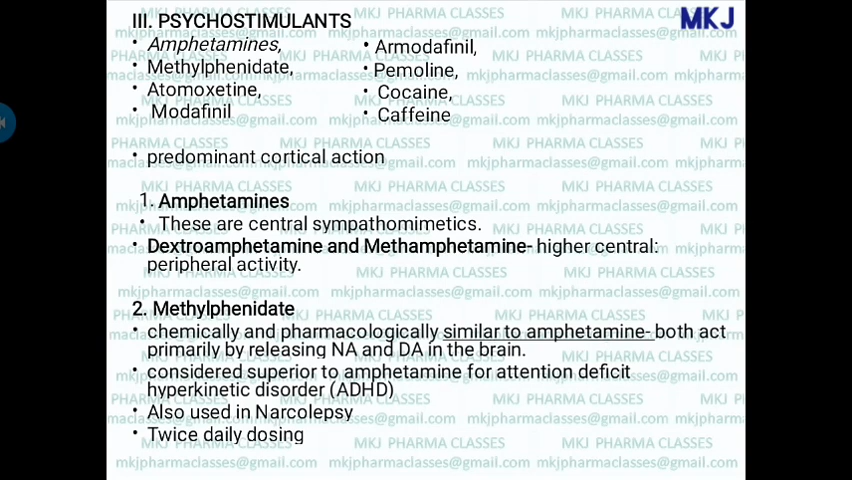 III. PSYCHOSTIMULANTS
MKJ
• Amphetamines,
• Methylphenidate,
• Atomoxetine,
• Modafinil
• Armodafinil,
• Pemoline,
• Cocaine,
• Caffeine
• predominant cortical action
1. Amphetamines
• These are central sympathomimetics.
• Dextroamphetamine and Methamphetamine- higher central:
peripheral activity.
2. Methylphenidate
• chemically and pharmacologically similar to amphetamine- both act
primarily by releasing NA and DA in the brain.
• considered superior to amphetamine for attention deficit
hyperkinetic disorder (ADHD)
• Also used in Narcolepsy
• Twice daily dosing
MKJ PHARMA CLASSES
mkjpharmaclasses@gmail.com